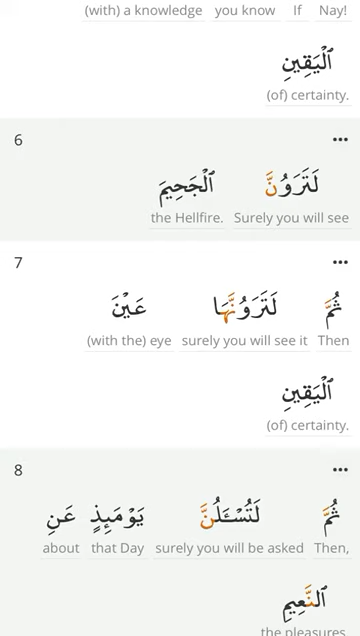 Nay! If you know (with) a knowledge
ٱلْيَقِينِ
(of) certainty.
6 •••
لَتَرَوُنَّ ٱلْجَحِيمَ
Surely you will see the Hellfire.
7 •••
ثُمَّ لَتَرَوُنَّهَا عَيْنَ
Then surely you will see it (with the) eye
ٱلْيَقِينِ
(of) certainty.
8 •••
ثُمَّ لَتُسْـَٔلُنَّ يَوْمَئِذٍ عَنِ
Then, surely you will be asked that Day about
ٱلنَّعِيمِ
the pleasures.